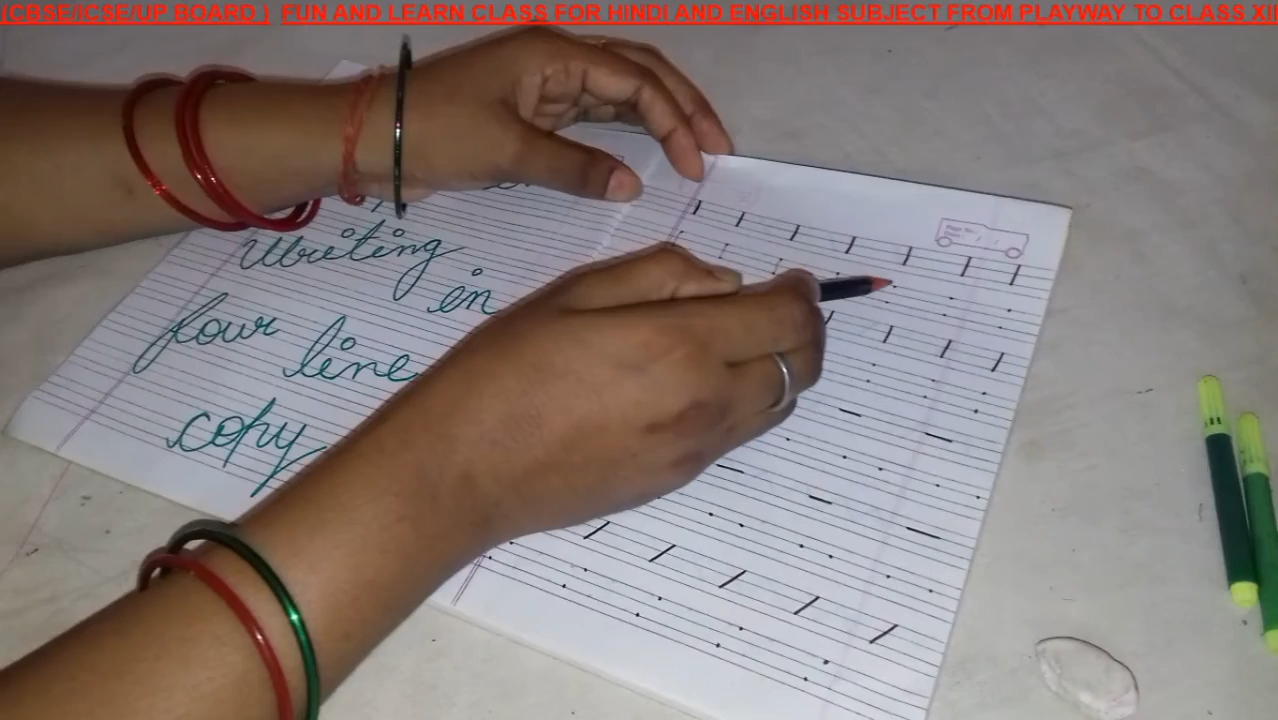 (CBSE/ICSE/UP BOARD ) FUN AND LEARN CLASS FOR HINDI AND ENGLISH SUBJECT FROM PLAYWAY TO CLASS XII
Writing
in
four line
copy